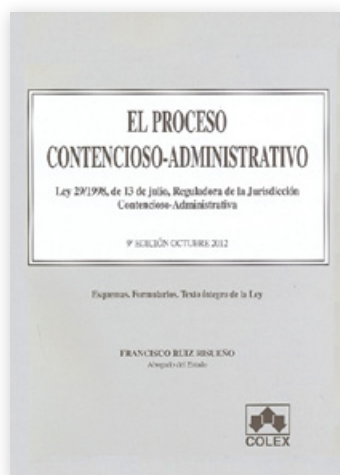 EL PROCESO
CONTENCIOSO-ADMINISTRATIVO
Ley 29/1998, de 13 de julio, Reguladora de la Jurisdicción
Contencioso-Administrativa
9ª EDICIÓN OCTUBRE 2012
Esquemas. Formularios. Texto íntegro de la Ley
FRANCISCO RUIZ RISUEÑO
Abogado del Estado
COLEX